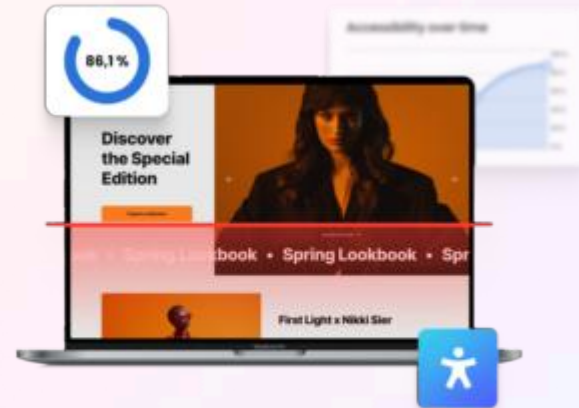 86,1 %
Accessibility over time
Discover
the Special
Edition
Spring Lookbook • Spring Lookbook • Spr
First Light x Nikki Sier